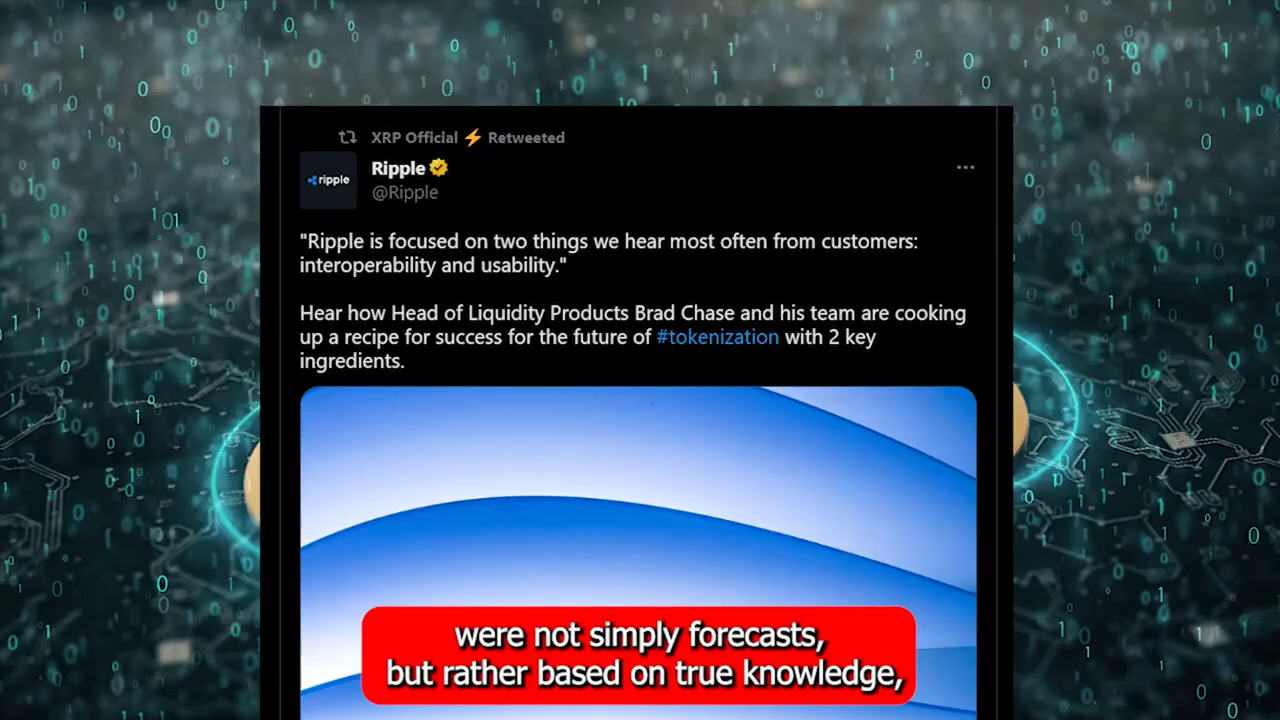 XRP Official ⚡ Retweeted
ripple
Ripple
@Ripple
"Ripple is focused on two things we hear most often from customers:
interoperability and usability."
Hear how Head of Liquidity Products Brad Chase and his team are cooking
up a recipe for success for the future of #tokenization with 2 key
ingredients.
were not simply forecasts,
but rather based on true knowledge,